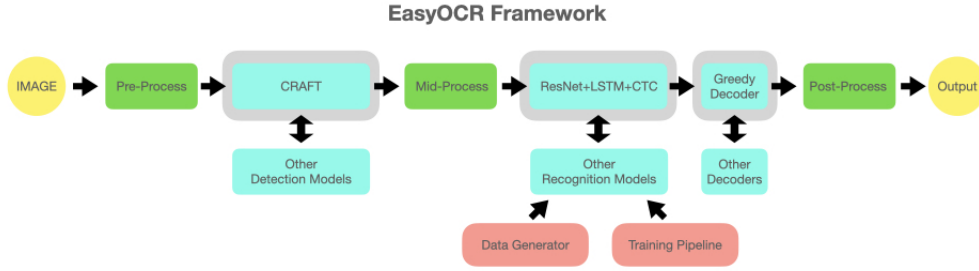 EasyOCR Framework
IMAGE
Pre-Process
CRAFT
Mid-Process
ResNet+LSTM+CTC
Greedy
Decoder
Post-Process
Output
Other
Detection Models
Other
Recognition Models
Other
Decoders
Data Generator
Training Pipeline